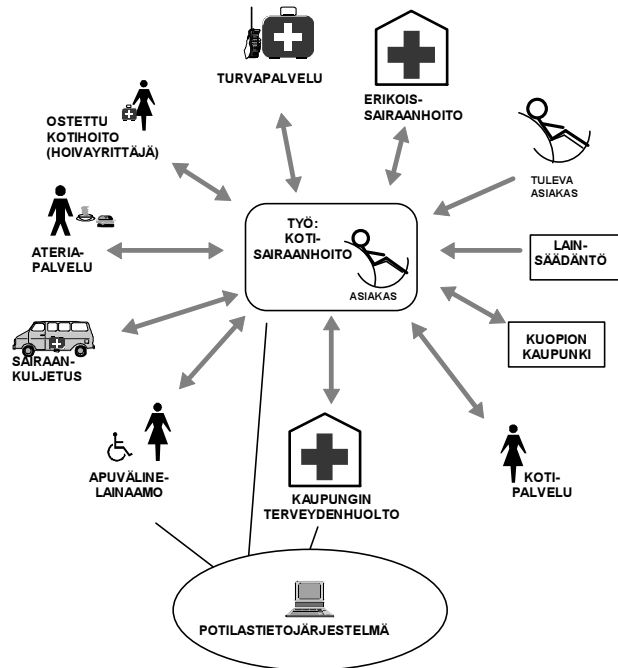 TURVAPALVELU
ERIKOIS-
SAIRAANHOITO
OSTETTU
KOTIHOITO
(HOIVAYRITTÄJÄ)
TULEVA
ASIAKAS
TYÖ:
KOTI-
SAIRAANHOITO
ASIAKAS
ATERIA-
PALVELU
LAIN-
SÄÄDÄNTÖ
KUOPION
KAUPUNKI
SAIRAAN-
KULJETUS
APUVÄLINE-
LAINAAMO
KAUPUNGIN
TERVEYDENHUOLTO
KOTI-
PALVELU
POTILASTIETOJÄRJESTELMÄ